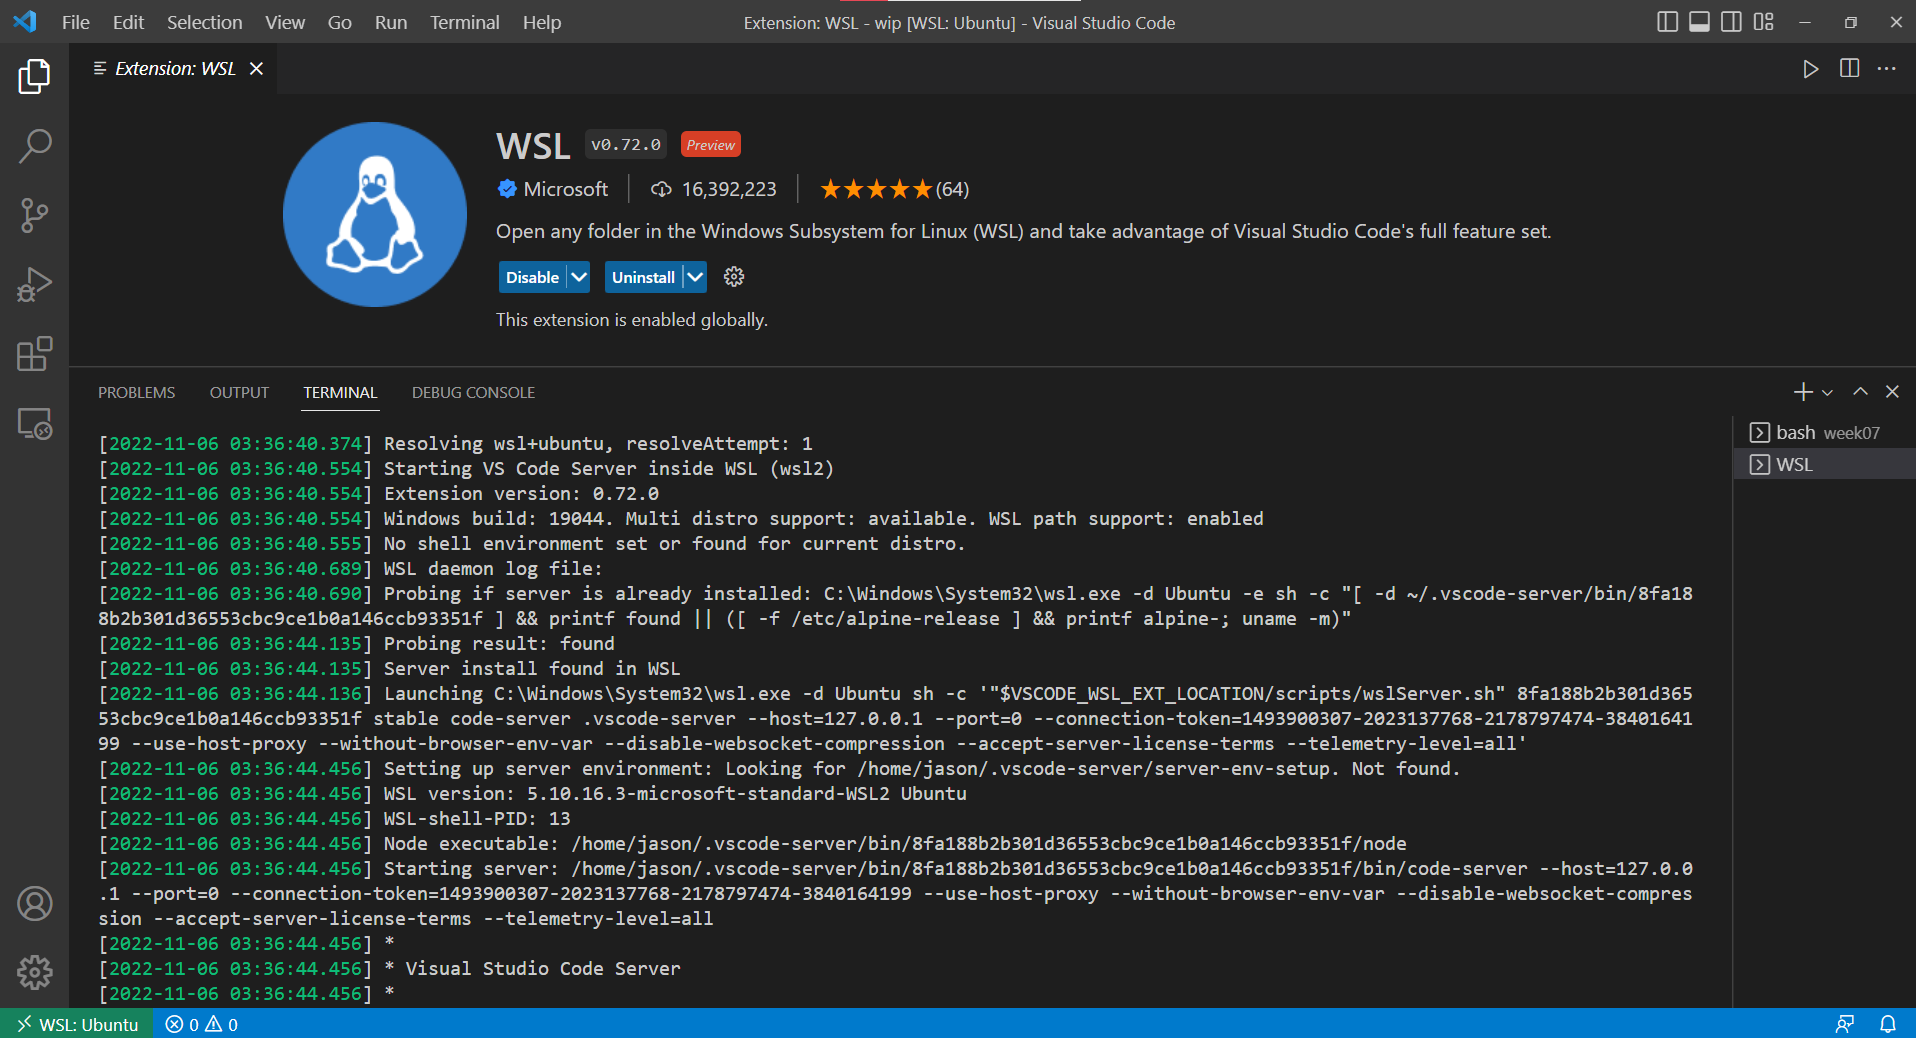 File Edit Selection View Go Run Terminal Help
Extension: WSL - wip [WSL: Ubuntu] - Visual Studio Code
Extension: WSL
WSL v0.72.0 Preview
Microsoft 16,392,223 ★★★★★(64)
Open any folder in the Windows Subsystem for Linux (WSL) and take advantage of Visual Studio Code's full feature set.
Disable Uninstall
This extension is enabled globally.
PROBLEMS OUTPUT TERMINAL DEBUG CONSOLE
bash week07
WSL
[2022-11-06 03:36:40.374] Resolving wsl+ubuntu, resolveAttempt: 1
[2022-11-06 03:36:40.554] Starting VS Code Server inside WSL (wsl2)
[2022-11-06 03:36:40.554] Extension version: 0.72.0
[2022-11-06 03:36:40.554] Windows build: 19044. Multi distro support: available. WSL path support: enabled
[2022-11-06 03:36:40.555] No shell environment set or found for current distro.
[2022-11-06 03:36:40.689] WSL daemon log file:
[2022-11-06 03:36:40.690] Probing if server is already installed: C:\Windows\System32\wsl.exe -d Ubuntu -e sh -c "[ -d ~/.vscode-server/bin/8fa18
8b2b301d36553cbc9ce1b0a146ccb93351f ] && printf found || ([ -f /etc/alpine-release ] && printf alpine-; uname -m)"
[2022-11-06 03:36:44.135] Probing result: found
[2022-11-06 03:36:44.135] Server install found in WSL
[2022-11-06 03:36:44.136] Launching C:\Windows\System32\wsl.exe -d Ubuntu sh -c '"$VSCODE_WSL_EXT_LOCATION/scripts/wslServer.sh" 8fa188b2b301d365
53cbc9ce1b0a146ccb93351f stable code-server .vscode-server --host=127.0.0.1 --port=0 --connection-token=1493900307-2023137768-2178797474-38401641
99 --use-host-proxy --without-browser-env-var --disable-websocket-compression --accept-server-license-terms --telemetry-level=all'
[2022-11-06 03:36:44.456] Setting up server environment: Looking for /home/jason/.vscode-server/server-env-setup. Not found.
[2022-11-06 03:36:44.456] WSL version: 5.10.16.3-microsoft-standard-WSL2 Ubuntu
[2022-11-06 03:36:44.456] WSL-shell-PID: 13
[2022-11-06 03:36:44.456] Node executable: /home/jason/.vscode-server/bin/8fa188b2b301d36553cbc9ce1b0a146ccb93351f/node
[2022-11-06 03:36:44.456] Starting server: /home/jason/.vscode-server/bin/8fa188b2b301d36553cbc9ce1b0a146ccb93351f/bin/code-server --host=127.0.0
.1 --port=0 --connection-token=1493900307-2023137768-2178797474-3840164199 --use-host-proxy --without-browser-env-var --disable-websocket-compres
sion --accept-server-license-terms --telemetry-level=all
[2022-11-06 03:36:44.456] *
[2022-11-06 03:36:44.456] * Visual Studio Code Server
[2022-11-06 03:36:44.456] *
WSL: Ubuntu 0 0